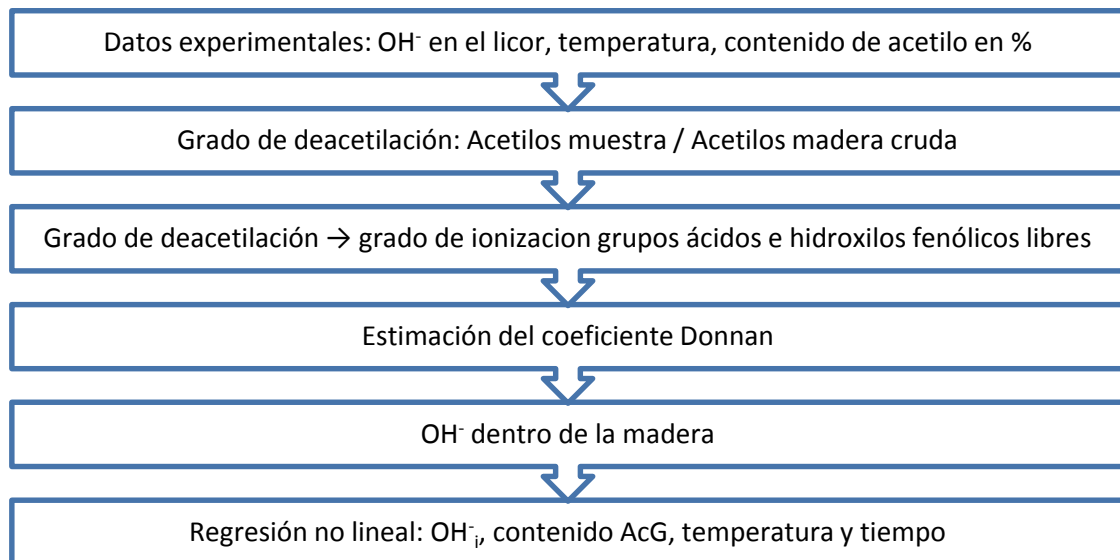 Datos experimentales: OH⁻ en el licor, temperatura, contenido de acetilo en %
Grado de deacetilación: Acetilos muestra / Acetilos madera cruda
Grado de deacetilación → grado de ionizacion grupos ácidos e hidroxilos fenólicos libres
Estimación del coeficiente Donnan
OH⁻ dentro de la madera
Regresión no lineal: OH⁻ᵢ, contenido AcG, temperatura y tiempo